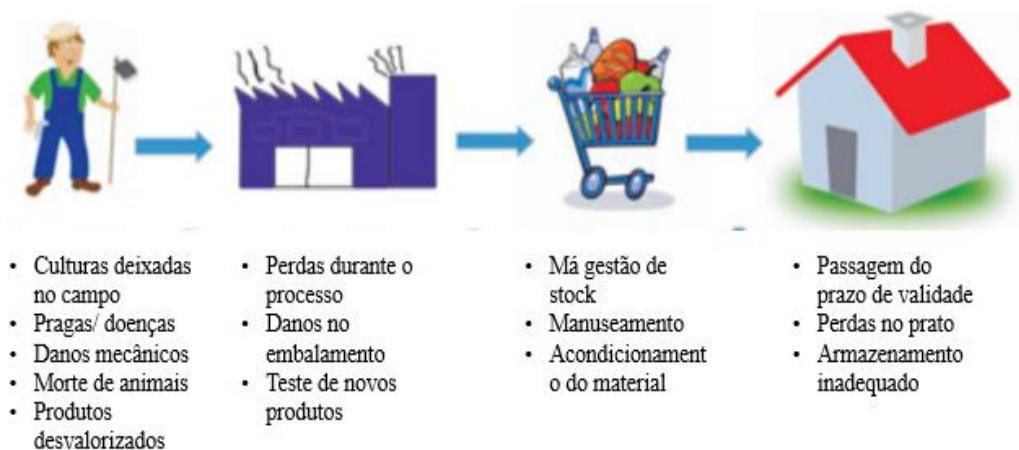 • Culturas deixadas
no campo
• Pragas/ doenças
• Danos mecânicos
• Morte de animais
• Produtos
desvalorizados
• Perdas durante o
processo
• Danos no
embalamento
• Teste de novos
produtos
• Má gestão de
stock
• Manuseamento
• Acondicionament
o do material
• Passagem do
prazo de validade
• Perdas no prato
• Armazenamento
inadequado